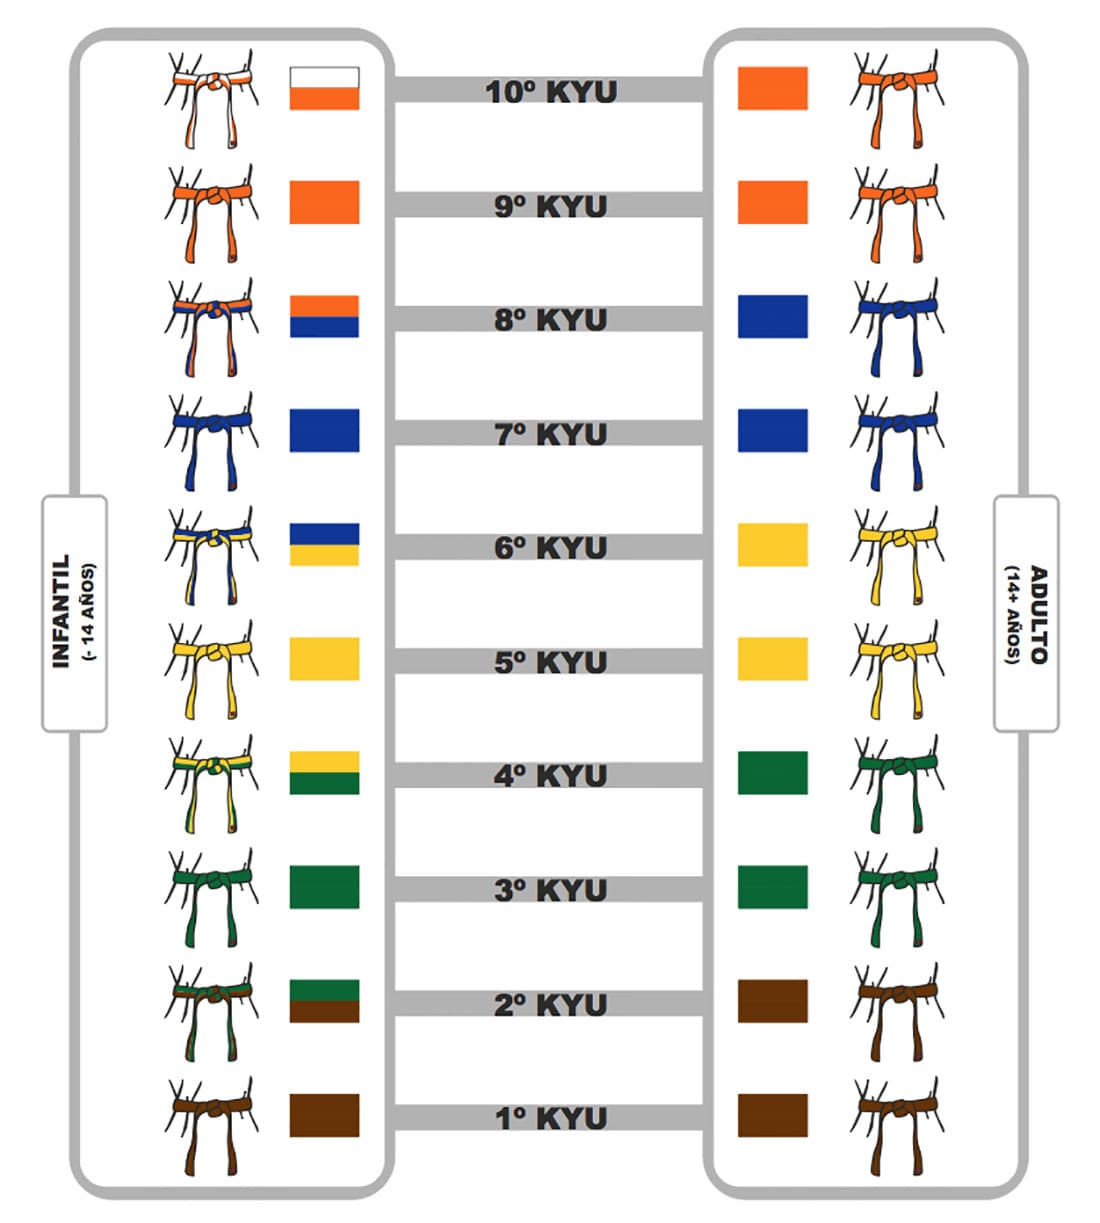 10º KYU
9º KYU
8º KYU
7º KYU
6º KYU
5º KYU
4º KYU
3º KYU
2º KYU
1º KYU
INFANTIL
(- 14 AÑOS)
ADULTO
(14+ AÑOS)